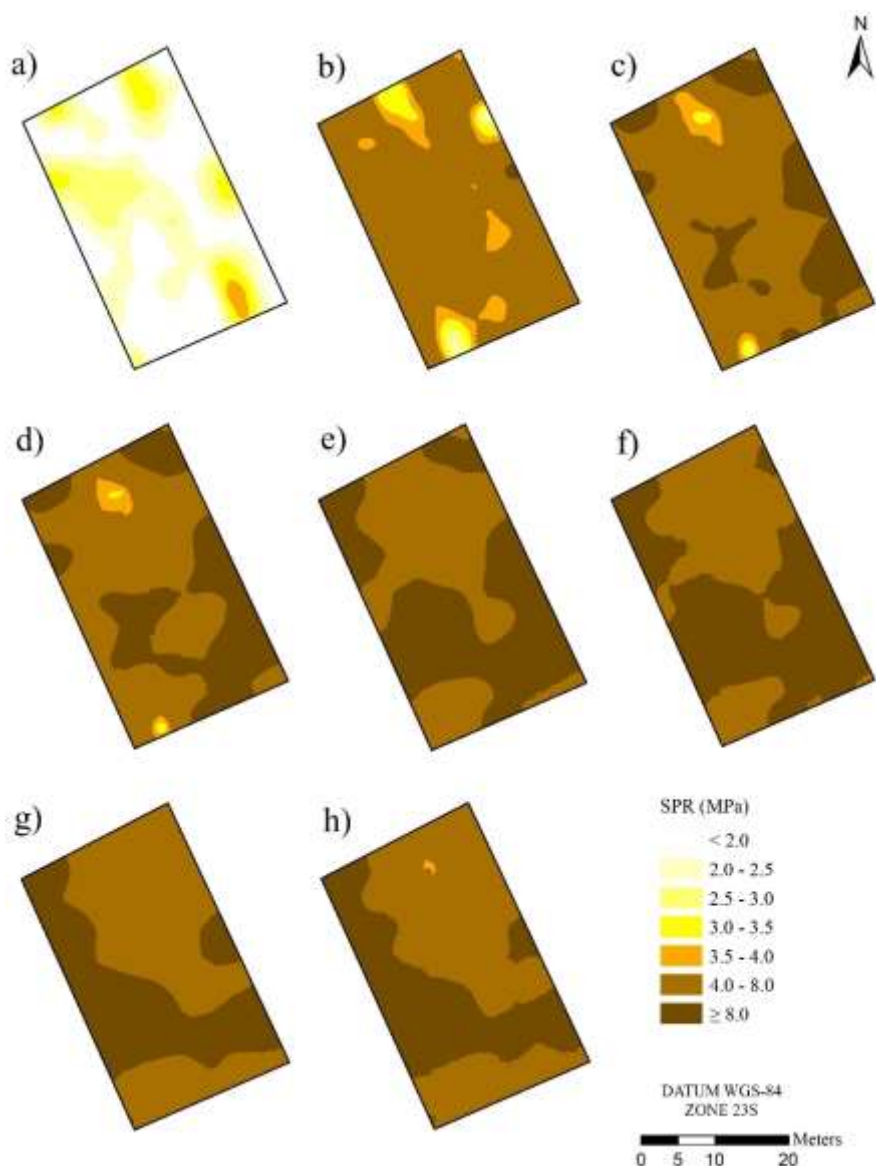 N
a)
b)
c)
d)
e)
f)
g)
h)
SPR (MPa)
< 2.0
2.0 - 2.5
2.5 - 3.0
3.0 - 3.5
3.5 - 4.0
4.0 - 8.0
≥ 8.0
DATUM WGS-84
ZONE 23S
Meters
0 5 10 20